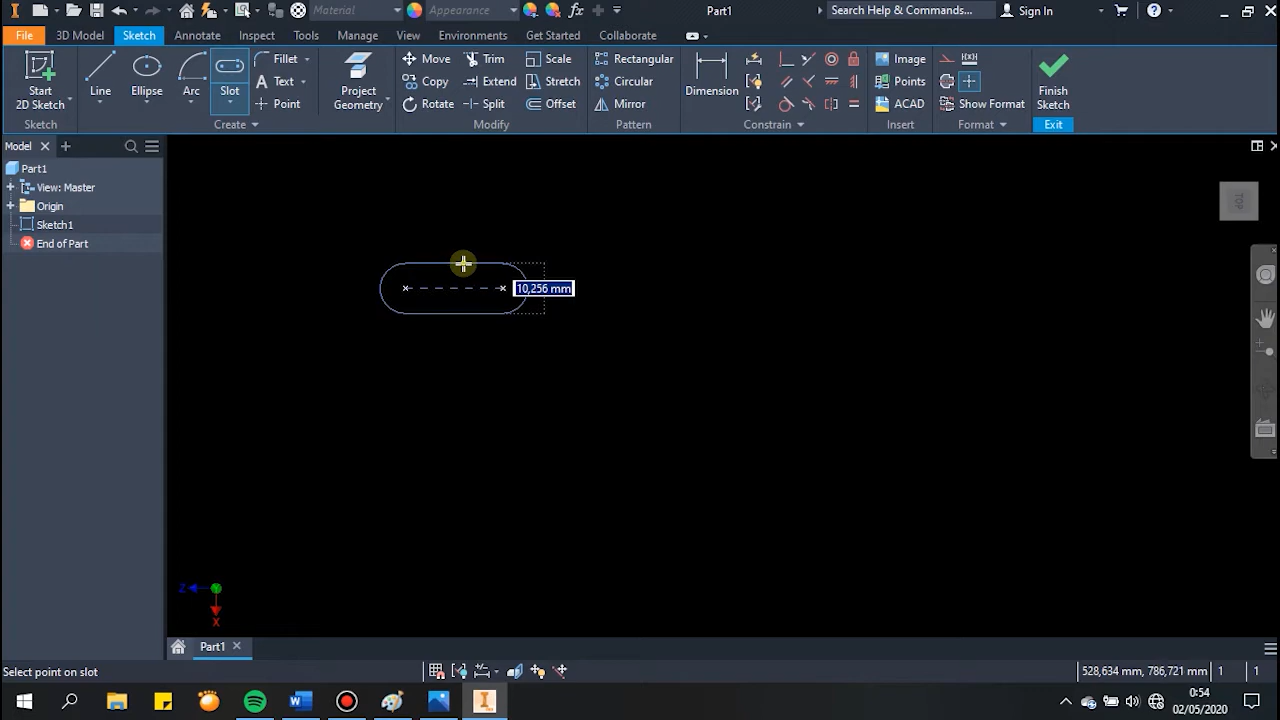 Material
Appearance
fx
Part1
Search Help & Commands...
Sign In
File
3D Model
Sketch
Annotate
Inspect
Tools
Manage
View
Environments
Get Started
Collaborate
Start
2D Sketch
Line
Ellipse
Arc
Slot
Fillet
Text
Point
Project
Geometry
Move
Copy
Rotate
Trim
Extend
Split
Scale
Stretch
Offset
Rectangular
Circular
Mirror
Dimension
Image
Points
ACAD
Show Format
Finish
Sketch
Sketch
Create
Modify
Pattern
Constrain
Insert
Format
Exit
Model
Part1
View: Master
Origin
Sketch1
End of Part
TOP
10,256 mm
Z
X
Part1
Select point on slot
528,634 mm, 786,721 mm
1
1
0:54
02/05/2020